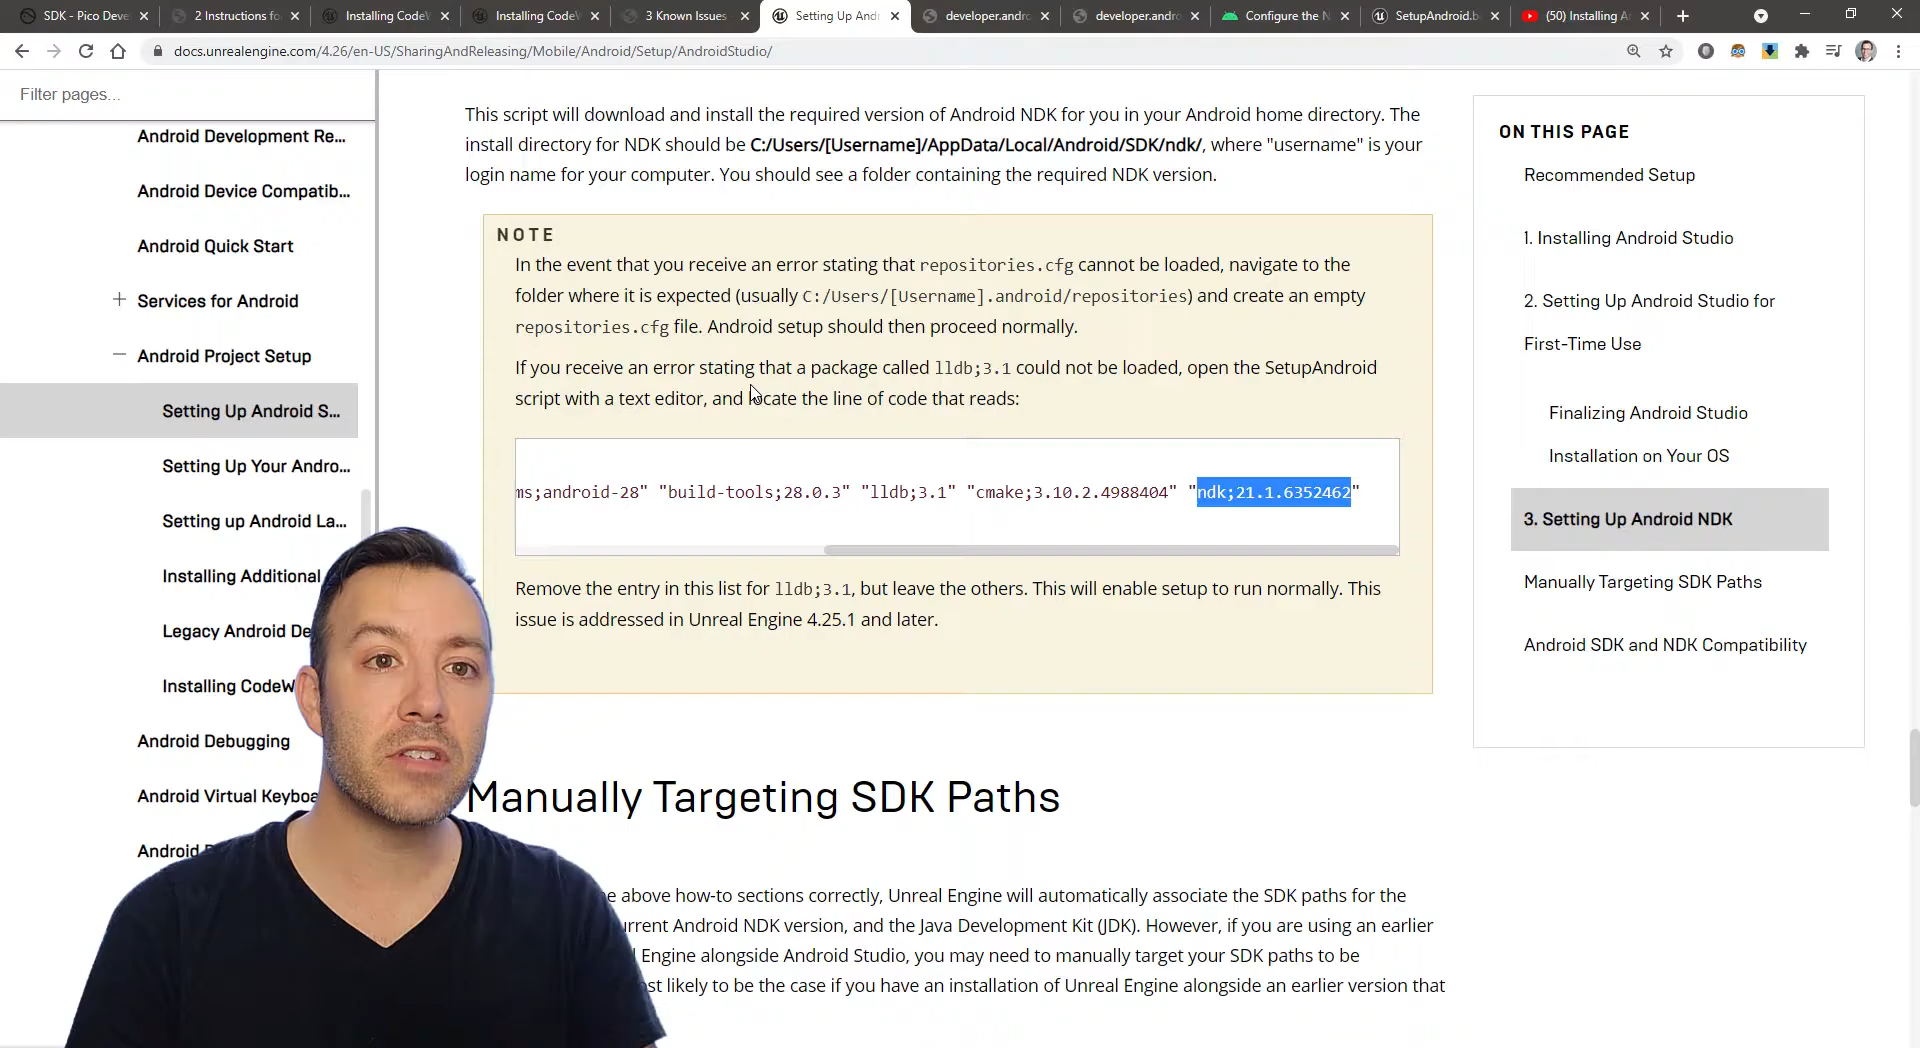 SDK - Pico Deve
2 Instructions fo
Installing CodeW
Installing CodeW
3 Known Issues
Setting Up Andr
developer.andro
developer.andro
Configure the N
SetupAndroid.b
(50) Installing A
docs.unrealengine.com/4.26/en-US/SharingAndReleasing/Mobile/Android/Setup/AndroidStudio/
Filter pages...
Android Development Re...
Android Device Compatib...
Android Quick Start
Services for Android
Android Project Setup
Setting Up Android S...
Setting Up Your Andro...
Setting up Android La...
Installing Additional
Legacy Android De
Installing CodeW
Android Debugging
Android Virtual Keyboa
Android
This script will download and install the required version of Android NDK for you in your Android home directory. The
install directory for NDK should be C:/Users/[Username]/AppData/Local/Android/SDK/ndk/, where "username" is your
login name for your computer. You should see a folder containing the required NDK version.
NOTE
In the event that you receive an error stating that repositories.cfg cannot be loaded, navigate to the
folder where it is expected (usually C:/Users/[Username].android/repositories) and create an empty
repositories.cfg file. Android setup should then proceed normally.
If you receive an error stating that a package called lldb;3.1 could not be loaded, open the SetupAndroid
script with a text editor, and locate the line of code that reads:
ms;android-28" "build-tools;28.0.3" "lldb;3.1" "cmake;3.10.2.4988404" "ndk;21.1.6352462"
Remove the entry in this list for lldb;3.1, but leave the others. This will enable setup to run normally. This
issue is addressed in Unreal Engine 4.25.1 and later.
Manually Targeting SDK Paths
e above how-to sections correctly, Unreal Engine will automatically associate the SDK paths for the
urrent Android NDK version, and the Java Development Kit (JDK). However, if you are using an earlier
l Engine alongside Android Studio, you may need to manually target your SDK paths to be
ost likely to be the case if you have an installation of Unreal Engine alongside an earlier version that
ON THIS PAGE
Recommended Setup
1. Installing Android Studio
2. Setting Up Android Studio for
First-Time Use
Finalizing Android Studio
Installation on Your OS
3. Setting Up Android NDK
Manually Targeting SDK Paths
Android SDK and NDK Compatibility